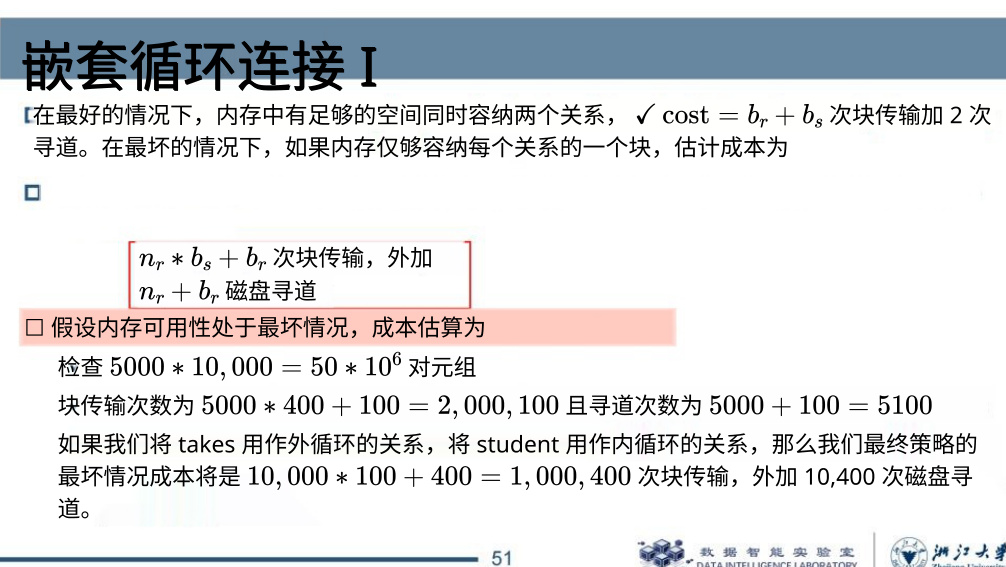 嵌套循环连接 I
在最好的情况下，内存中有足够的空间同时容纳两个关系， ✓ cost = b_r + b_s 次块传输加 2 次
寻道。在最坏的情况下，如果内存仅够容纳每个关系的一个块，估计成本为
n_r * b_s + b_r 次块传输，外加
n_r + b_r 磁盘寻道
□ 假设内存可用性处于最坏情况，成本估算为
检查 5000 * 10,000 = 50 * 10^6 对元组
块传输次数为 5000 * 400 + 100 = 2,000,100 且寻道次数为 5000 + 100 = 5100
如果我们将 takes 用作外循环的关系，将 student 用作内循环的关系，那么我们最终策略的
最坏情况成本将是 10,000 * 100 + 400 = 1,000,400 次块传输，外加 10,400 次磁盘寻
道。
51
数据智能实验室
DATA INTELLIGENCE LABORATORY
浙江大学
Zhejiang University